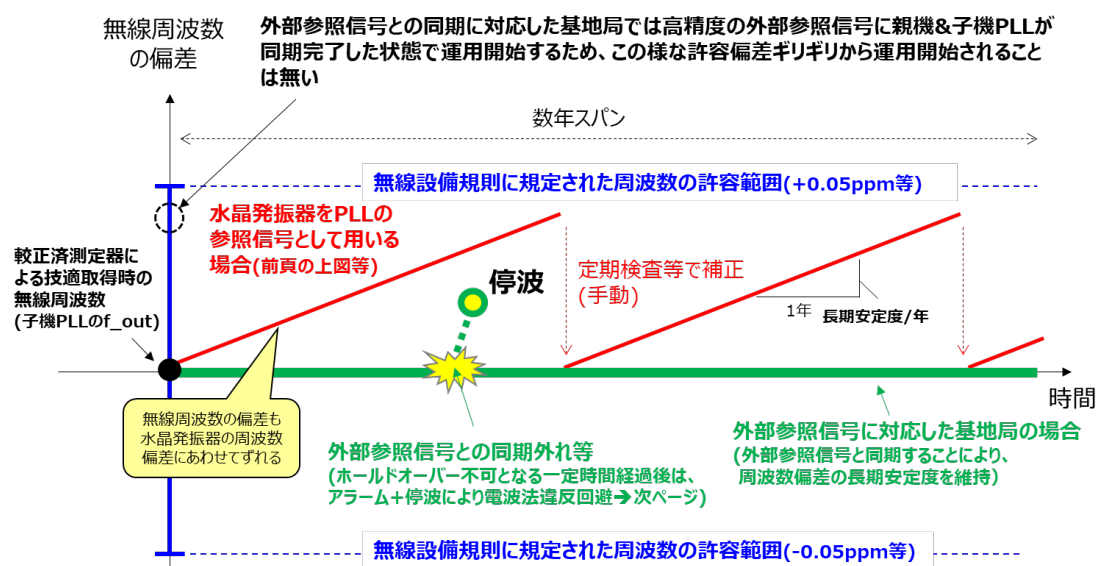 無線周波数
の偏差
外部参照信号との同期に対応した基地局では高精度の外部参照信号に親機&子機PLLが
同期完了した状態で運用開始するため、この様な許容偏差ギリギリから運用開始されること
は無い
数年スパン
無線設備規則に規定された周波数の許容範囲(+0.05ppm等)
水晶発振器をPLLの
参照信号として用いる
場合(前頁の上図等)
較正済測定器に
よる技適取得時の
無線周波数
(子機PLLのf_out)
停波
定期検査等で補正
(手動)
1年
長期安定度/年
時間
無線周波数の偏差も
水晶発振器の周波数
偏差にあわせてずれる
外部参照信号との同期外れ等
(ホールドオーバー不可となる一定時間経過後は、
アラーム+停波により電波法違反回避➔次ページ)
外部参照信号に対応した基地局の場合
(外部参照信号と同期することにより、
周波数偏差の長期安定度を維持)
無線設備規則に規定された周波数の許容範囲(-0.05ppm等)